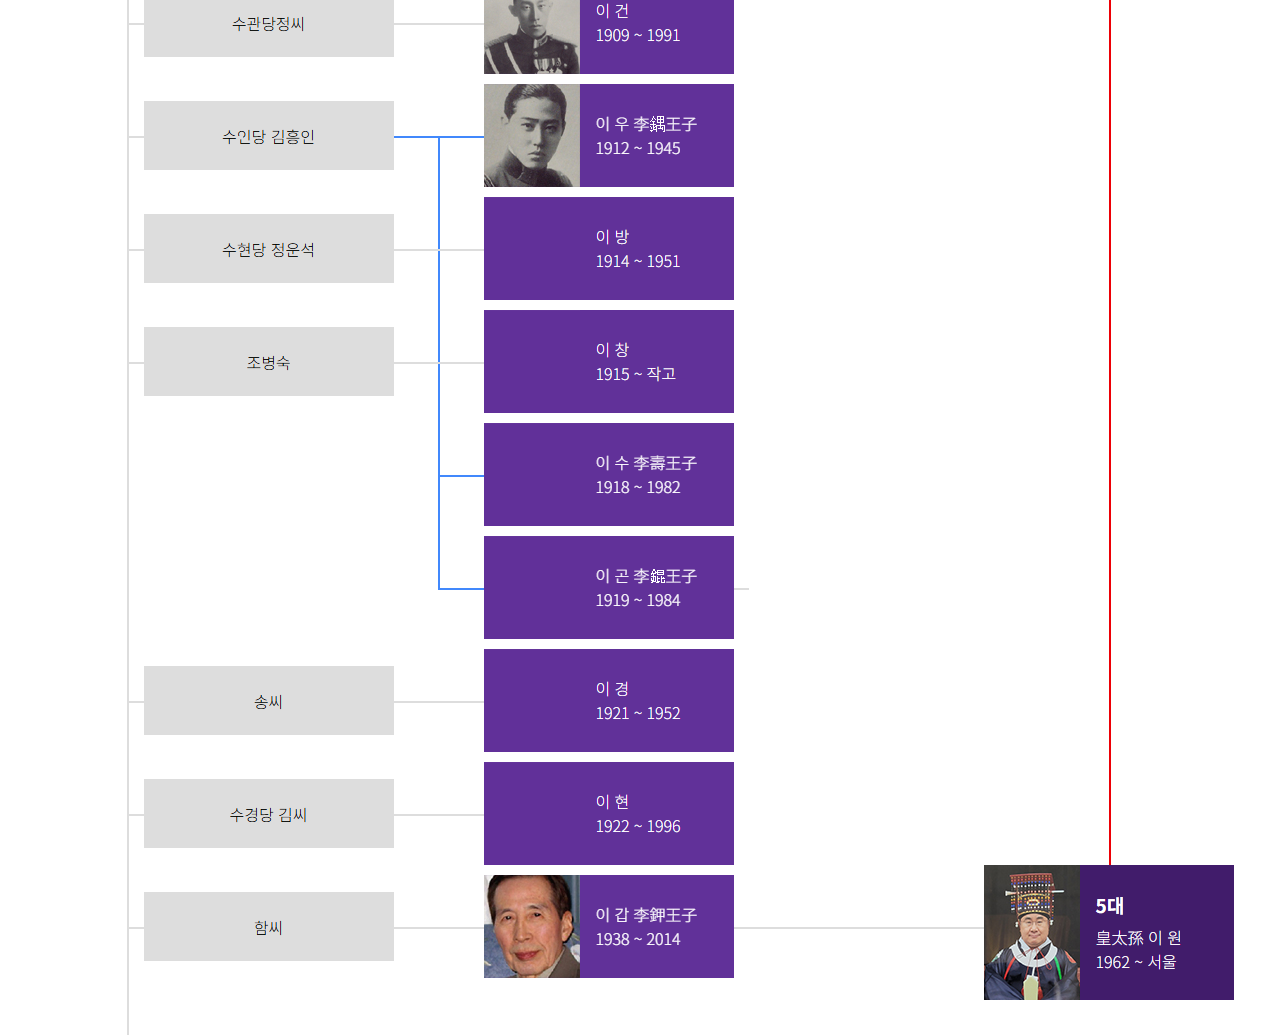 수관당정씨
이 건
1909 ~ 1991
수인당 김흥인
이 우 李鍝王子
1912 ~ 1945
수현당 정운석
이 방
1914 ~ 1951
조병숙
이 창
1915 ~ 작고
이 수 李壽王子
1918 ~ 1982
이 곤 李錕王子
1919 ~ 1984
송씨
이 경
1921 ~ 1952
수경당 김씨
이 현
1922 ~ 1996
함씨
이 갑 李鉀王子
1938 ~ 2014
5대
皇太孫 이 원
1962 ~ 서울